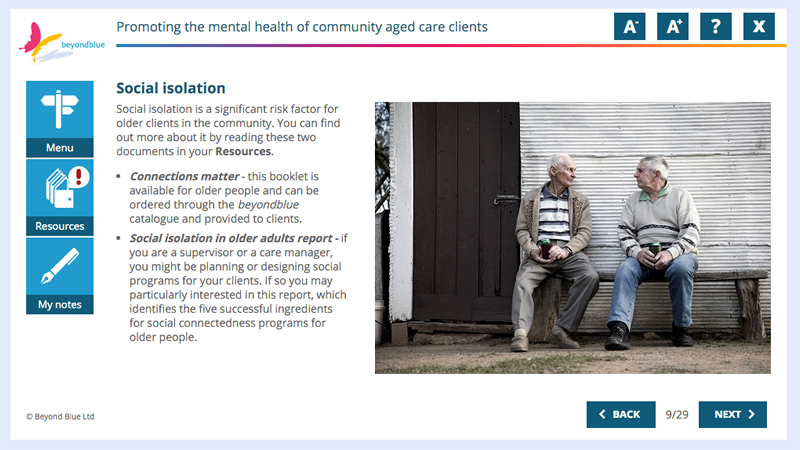 beyondblue
Promoting the mental health of community aged care clients
A-
A+
?
X
Menu
Resources
My notes
Social isolation
Social isolation is a significant risk factor for
older clients in the community. You can find
out more about it by reading these two
documents in your Resources.
• Connections matter - this booklet is
available for older people and can be
ordered through the beyondblue
catalogue and provided to clients.
• Social isolation in older adults report - if
you are a supervisor or a care manager,
you might be planning or designing social
programs for your clients. If so you may
particularly interested in this report, which
identifies the five successful ingredients
for social connectedness programs for
older people.
© Beyond Blue Ltd
BACK
9/29
NEXT